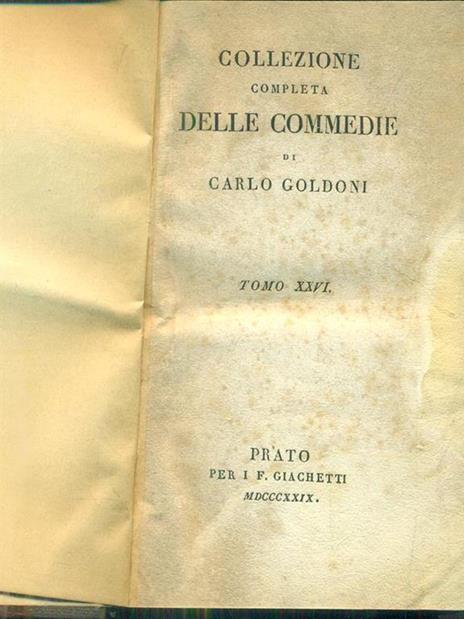 COLLEZIONE
COMPLETA
DELLE COMMEDIE
DI
CARLO GOLDONI
TOMO XXVI.
PRATO
PER I F. GIACHETTI
MDCCCXXIX.